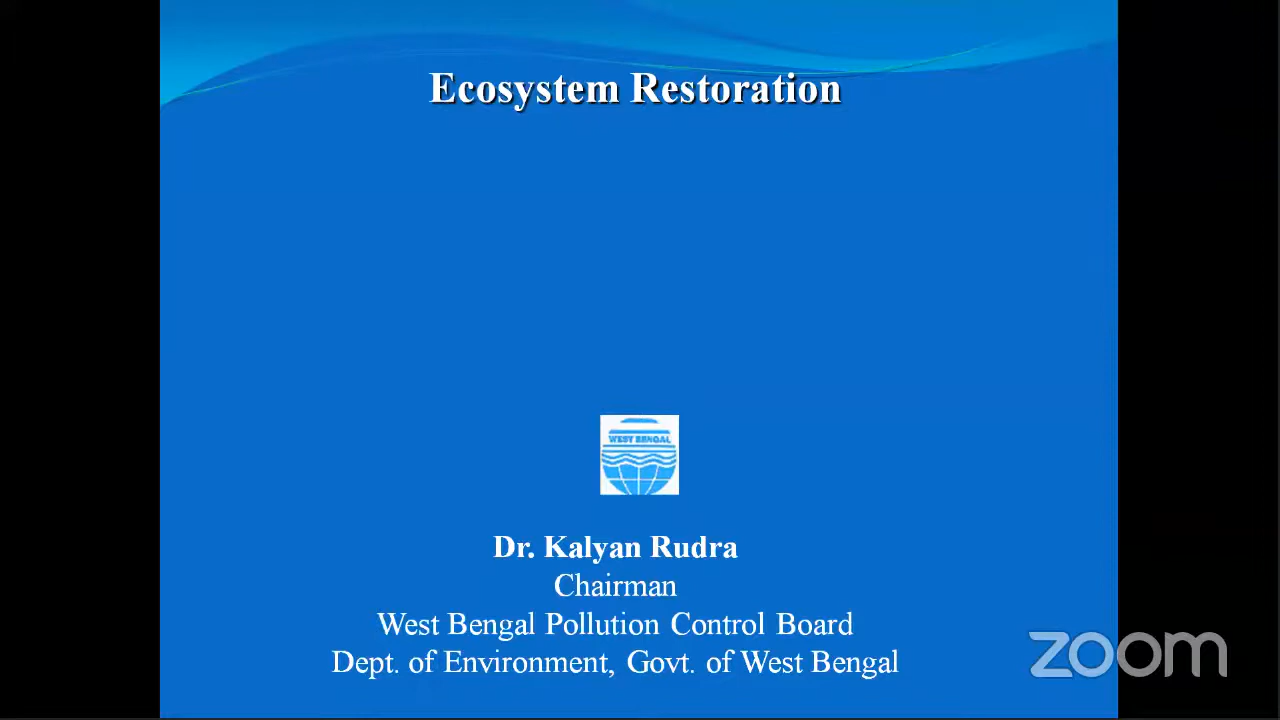 Ecosystem Restoration
WEST BENGAL
Dr. Kalyan Rudra
Chairman
West Bengal Pollution Control Board
Dept. of Environment, Govt. of West Bengal
zoom